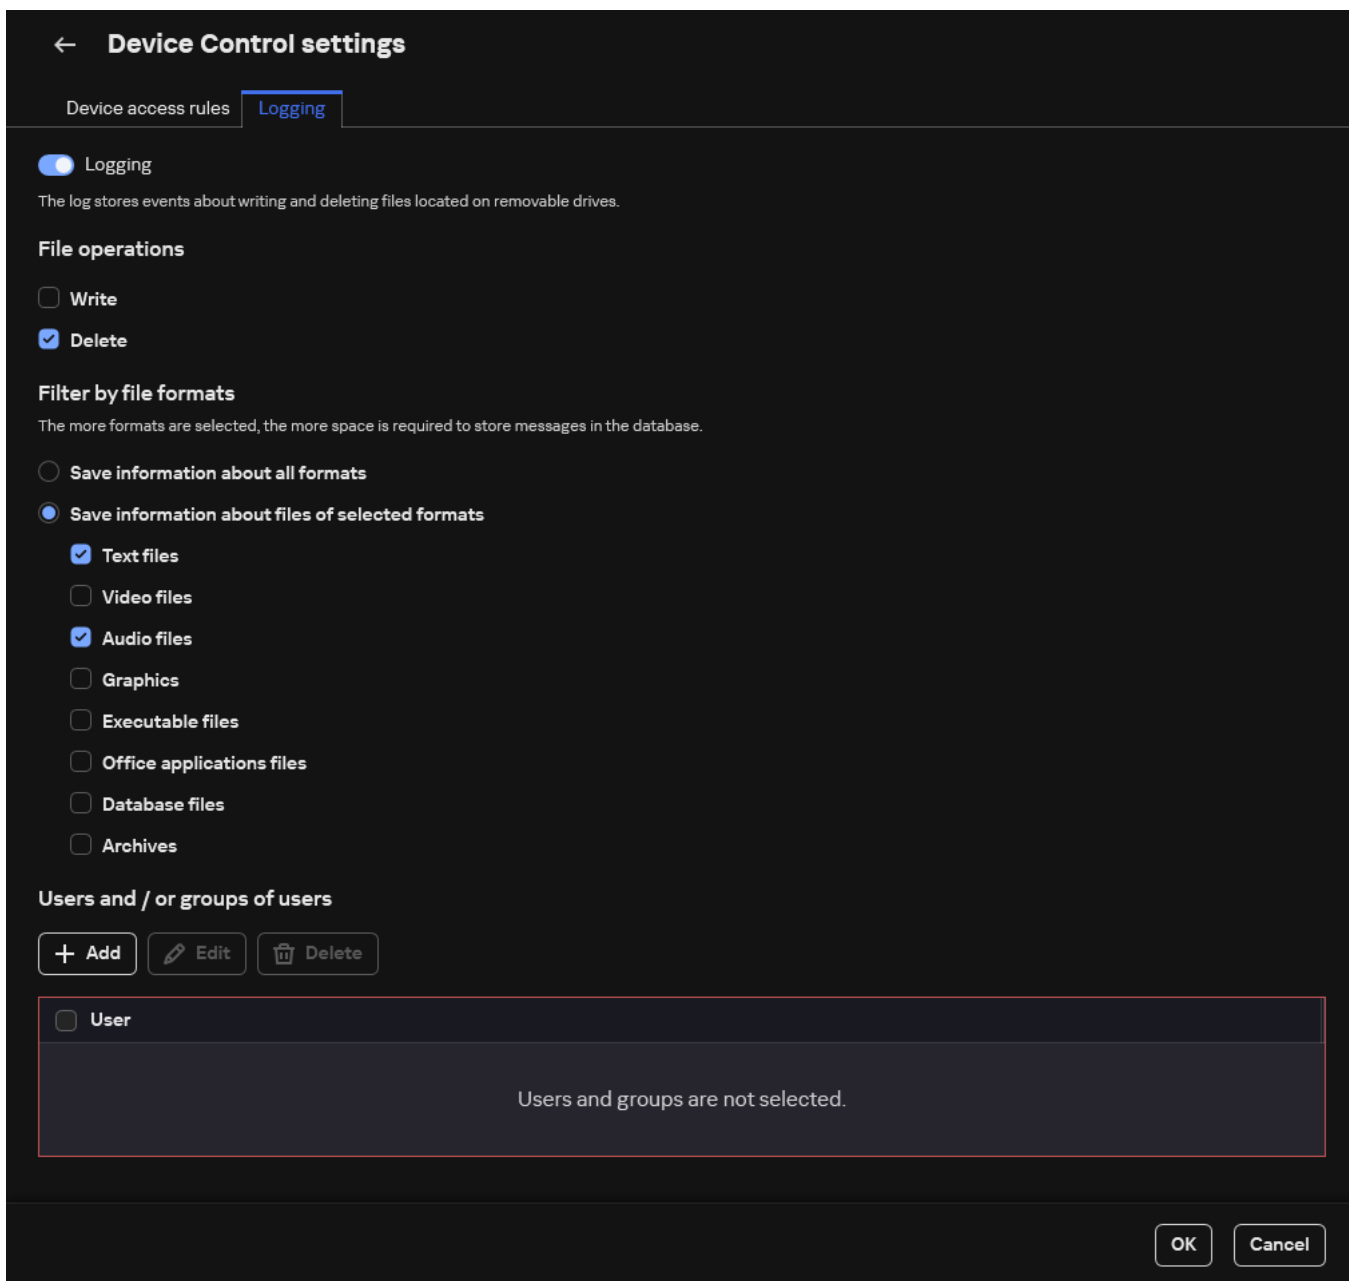 Device Control settings
Device access rules Logging
Logging
The log stores events about writing and deleting files located on removable drives.
File operations
Write
Delete
Filter by file formats
The more formats are selected, the more space is required to store messages in the database.
Save information about all formats
Save information about files of selected formats
Text files
Video files
Audio files
Graphics
Executable files
Office applications files
Database files
Archives
Users and / or groups of users
Add Edit Delete
User
Users and groups are not selected.
OK Cancel